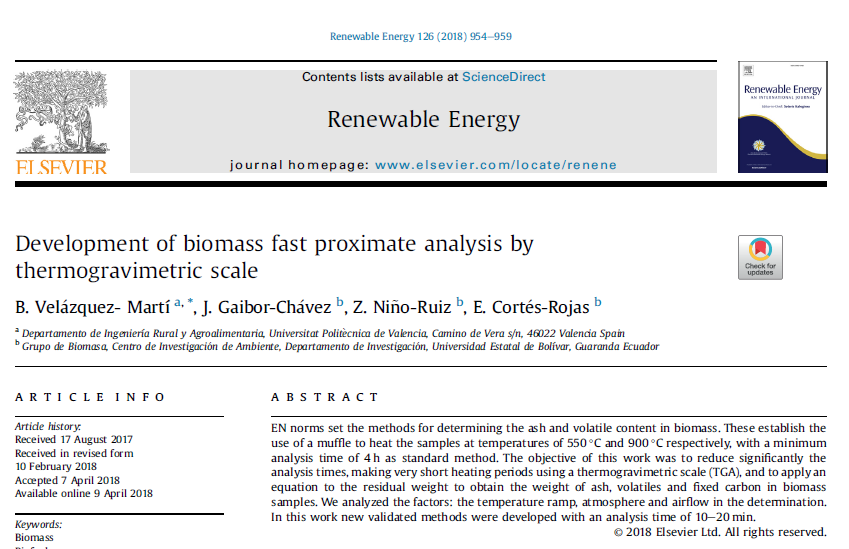 Renewable Energy 126 (2018) 954–959
Contents lists available at ScienceDirect
Renewable Energy
journal homepage: www.elsevier.com/locate/renene
ELSEVIER
Renewable Energy
AN INTERNATIONAL JOURNAL
Development of biomass fast proximate analysis by
thermogravimetric scale
Check for
updates
B. Velázquez- Martí a, *, J. Gaibor-Chávez b, Z. Niño-Ruiz b, E. Cortés-Rojas b
a Departamento de Ingeniería Rural y Agroalimentaria, Universitat Politècnica de Valencia, Camino de Vera s/n, 46022 Valencia Spain
b Grupo de Biomasa, Centro de Investigación de Ambiente, Departamento de Investigación, Universidad Estatal de Bolívar, Guaranda Ecuador
ARTICLE INFO
Article history:
Received 17 August 2017
Received in revised form
10 February 2018
Accepted 7 April 2018
Available online 9 April 2018
Keywords:
Biomass
ABSTRACT
EN norms set the methods for determining the ash and volatile content in biomass. These establish the
use of a muffle to heat the samples at temperatures of 550 °C and 900 °C respectively, with a minimum
analysis time of 4 h as standard method. The objective of this work was to reduce significantly the
analysis times, making very short heating periods using a thermogravimetric scale (TGA), and to apply an
equation to the residual weight to obtain the weight of ash, volatiles and fixed carbon in biomass
samples. We analyzed the factors: the temperature ramp, atmosphere and airflow in the determination.
In this work new validated methods were developed with an analysis time of 10–20 min.
© 2018 Elsevier Ltd. All rights reserved.